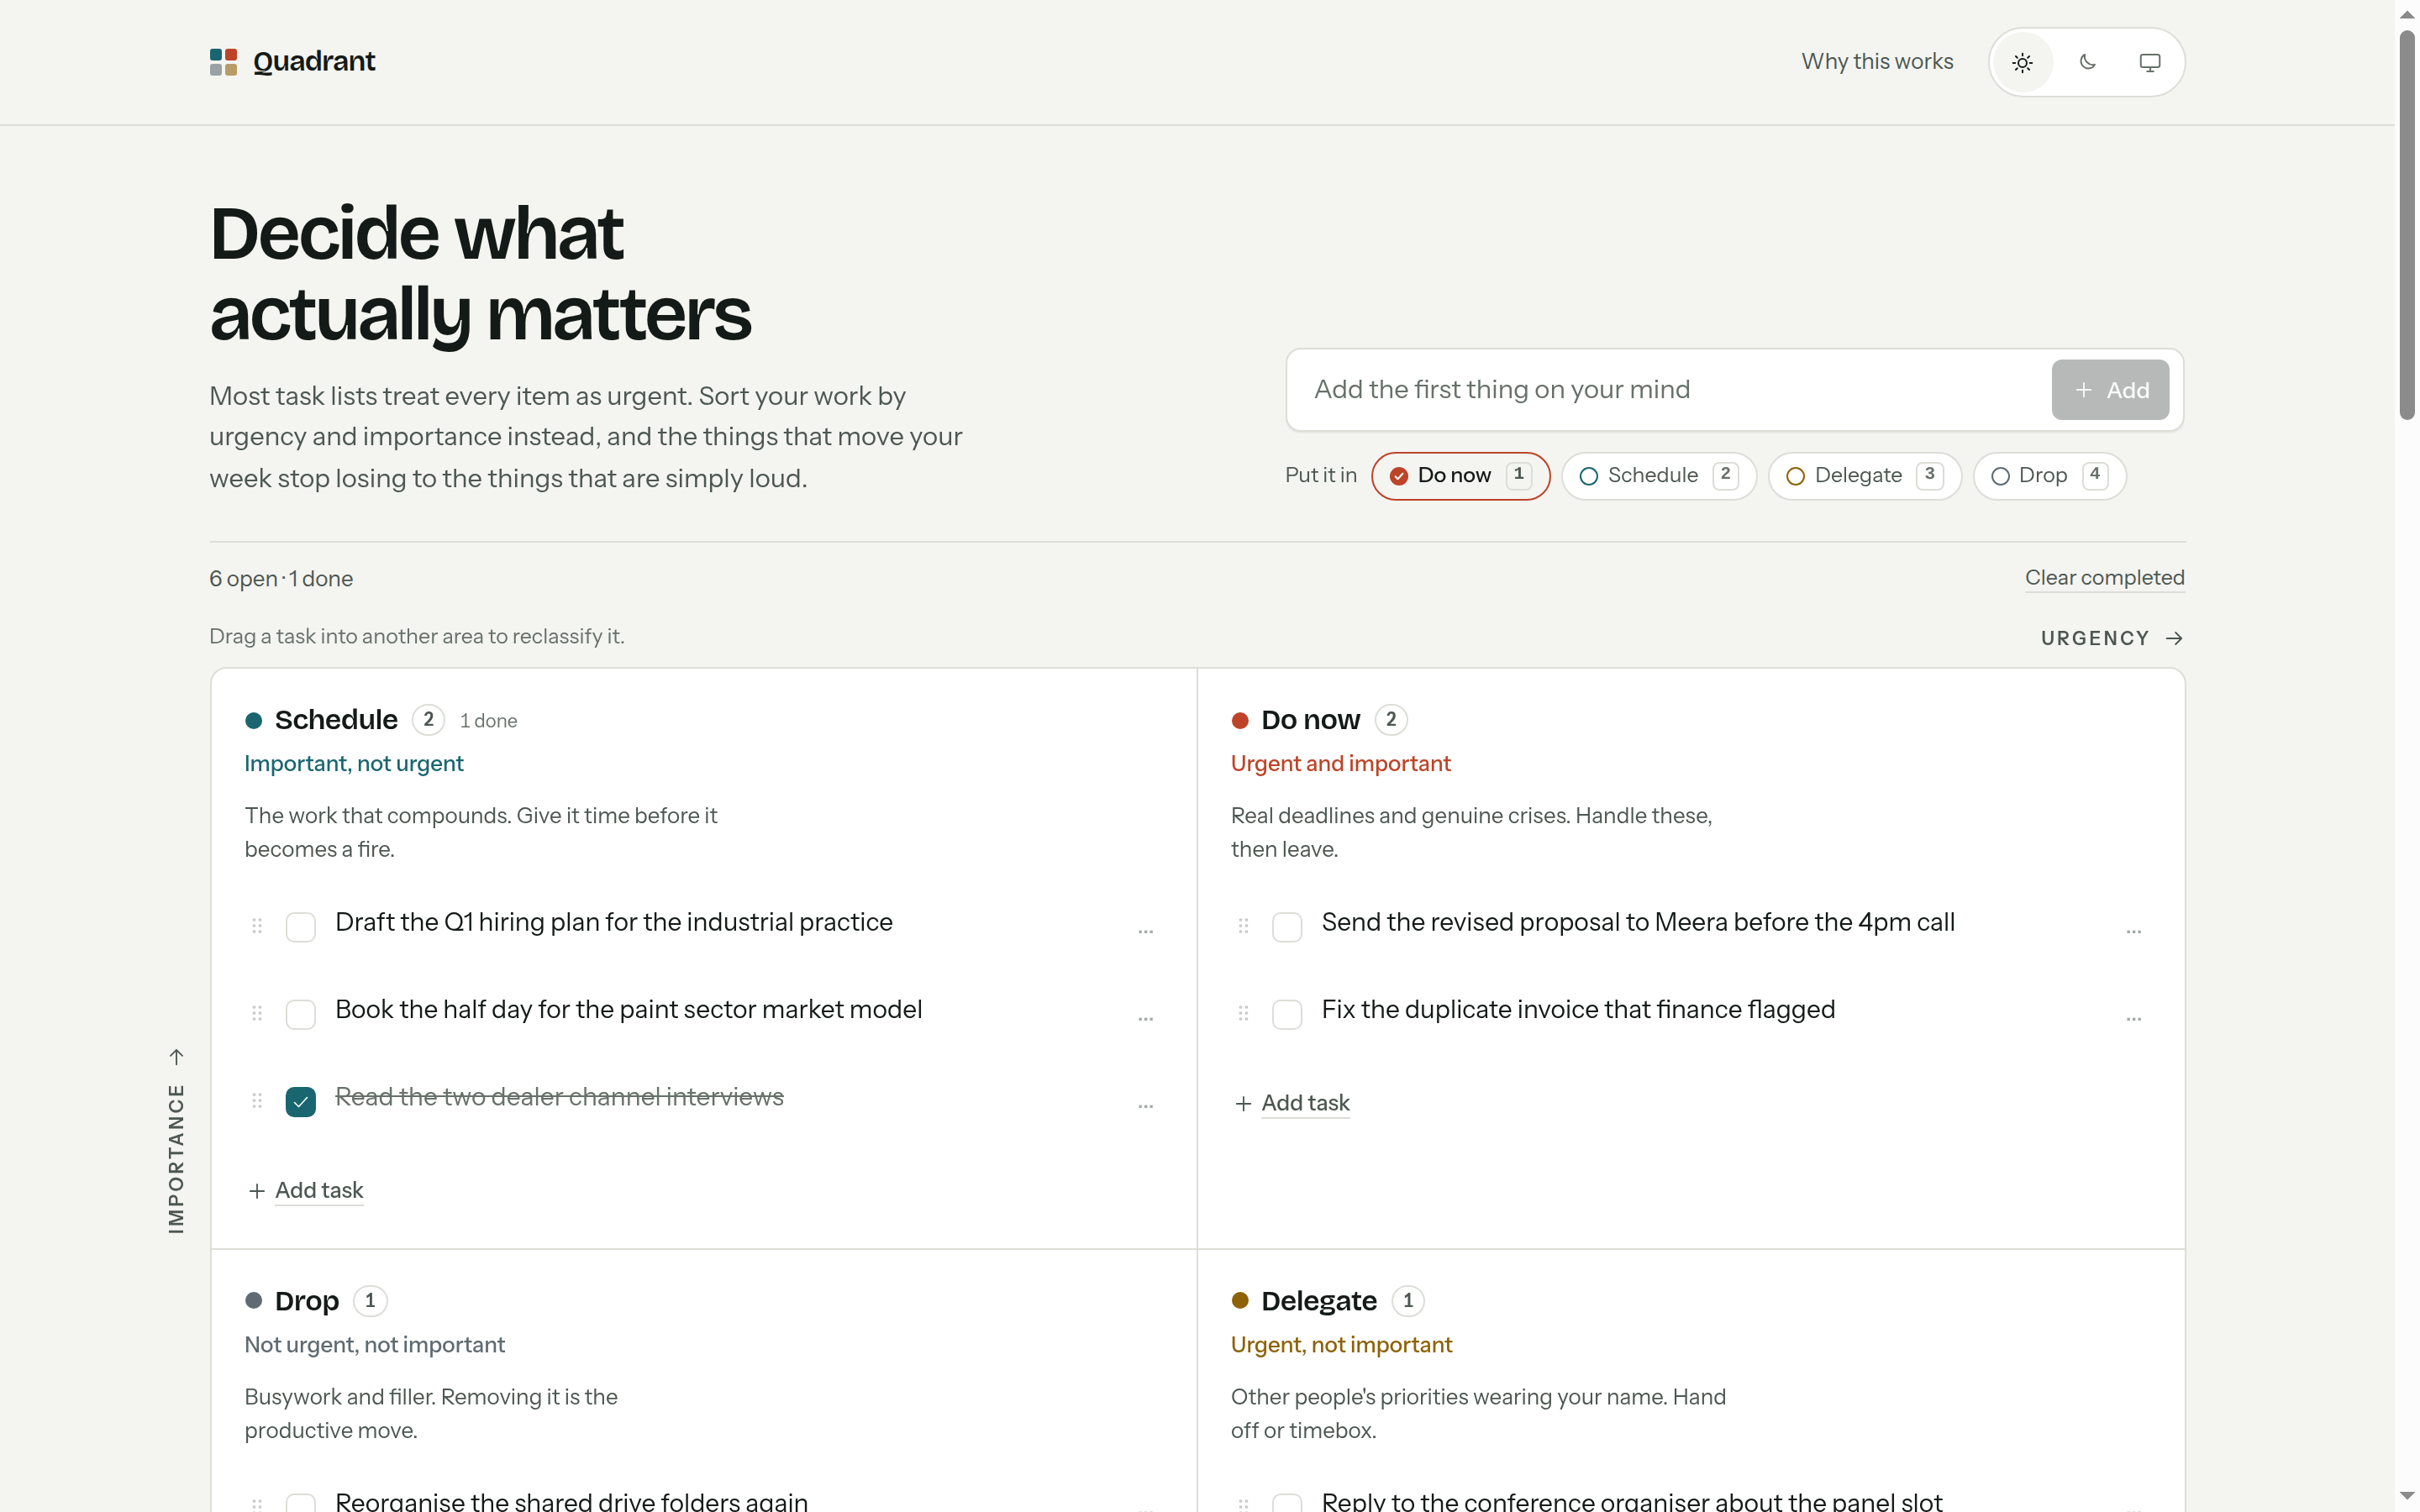 Quadrant
Why this works
Decide what
actually matters
Most task lists treat every item as urgent. Sort your work by
urgency and importance instead, and the things that move your
week stop losing to the things that are simply loud.
Add the first thing on your mind
+ Add
Put it in
Do now 1
Schedule 2
Delegate 3
Drop 4
6 open · 1 done
Clear completed
Drag a task into another area to reclassify it.
URGENCY →
IMPORTANCE →
Schedule 2 1 done
Important, not urgent
The work that compounds. Give it time before it
becomes a fire.
Draft the Q1 hiring plan for the industrial practice
...
Book the half day for the paint sector market model
...
Read the two dealer channel interviews
...
+ Add task
Do now 2
Urgent and important
Real deadlines and genuine crises. Handle these,
then leave.
Send the revised proposal to Meera before the 4pm call
...
Fix the duplicate invoice that finance flagged
...
+ Add task
Drop 1
Not urgent, not important
Busywork and filler. Removing it is the
productive move.
Reorganise the shared drive folders again
Delegate 1
Urgent, not important
Other people's priorities wearing your name. Hand
off or timebox.
Reply to the conference organiser about the panel slot